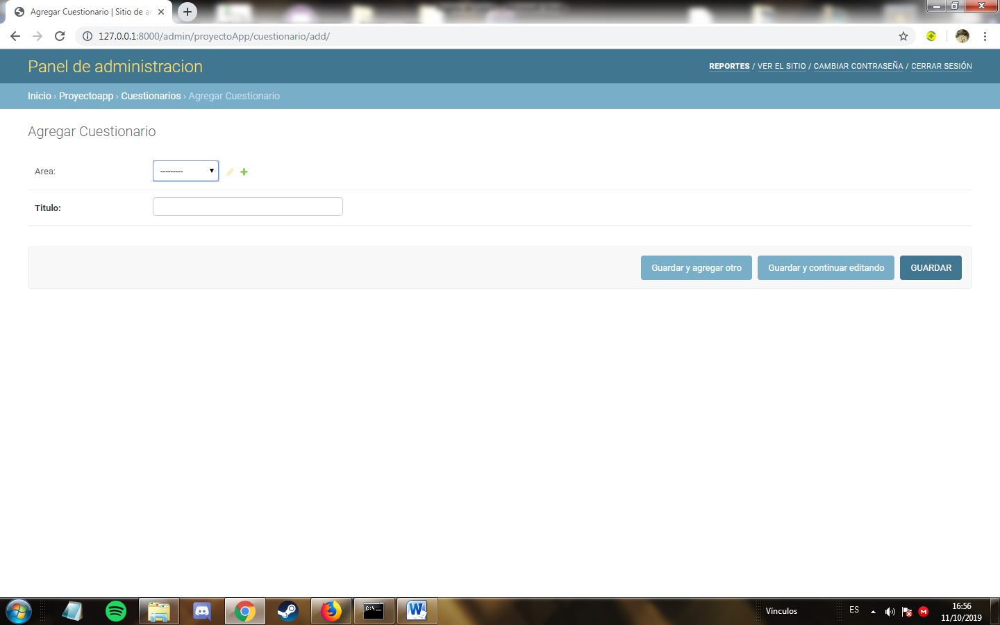 Agregar Cuestionario | Sitio de a
127.0.0.1:8000/admin/proyectoApp/cuestionario/add/
Panel de administracion
REPORTES / VER EL SITIO / CAMBIAR CONTRASEÑA / CERRAR SESIÓN
Inicio › Proyectoapp › Cuestionarios › Agregar Cuestionario
Agregar Cuestionario
Area:
---------
Titulo:
Guardar y agregar otro
Guardar y continuar editando
GUARDAR
C:\_
W
Vínculos
ES
M
16:56
11/10/2019